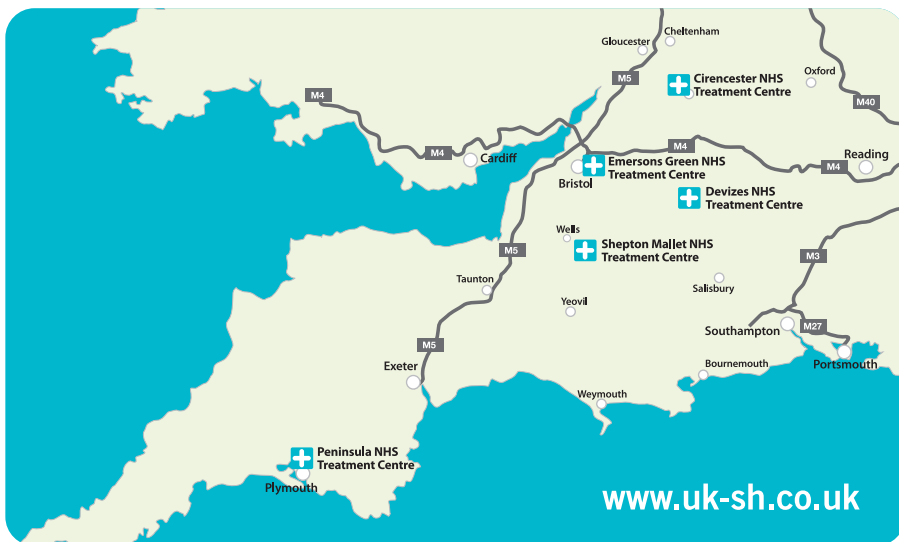 Cheltenham
Gloucester
M5
Oxford
Cirencester NHS
Treatment Centre
M4
M40
M4
M4
Cardiff
Reading
M4
Emersons Green NHS
Treatment Centre
Bristol
Devizes NHS
Treatment Centre
Wells
Shepton Mallet NHS
Treatment Centre
M5
M3
Taunton
Salisbury
Yeovil
Southampton
M27
M5
Exeter
Bournemouth
Portsmouth
Weymouth
Peninsula NHS
Treatment Centre
Plymouth
www.uk-sh.co.uk